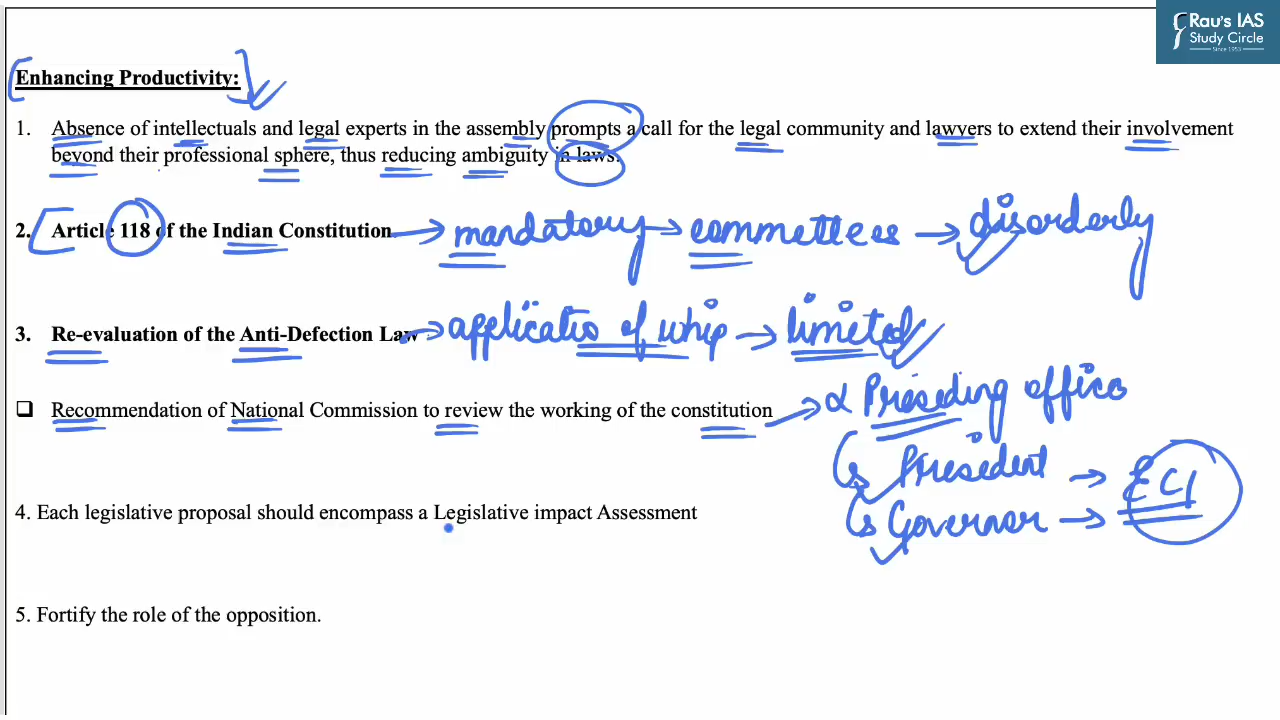 Rau's IAS
Study Circle
Since 1953
Enhancing Productivity:
1. Absence of intellectuals and legal experts in the assembly prompts a call for the legal community and lawyers to extend their involvement
beyond their professional sphere, thus reducing ambiguity in laws.
2. Article 118 of the Indian Constitution → mandatory → committees → disorderly
3. Re-evaluation of the Anti-Defection Law → applicatio of whip → limited
❑ Recommendation of National Commission to review the working of the constitution → Presiding office
President → ECI
Governor →
4. Each legislative proposal should encompass a Legislative impact Assessment
5. Fortify the role of the opposition.